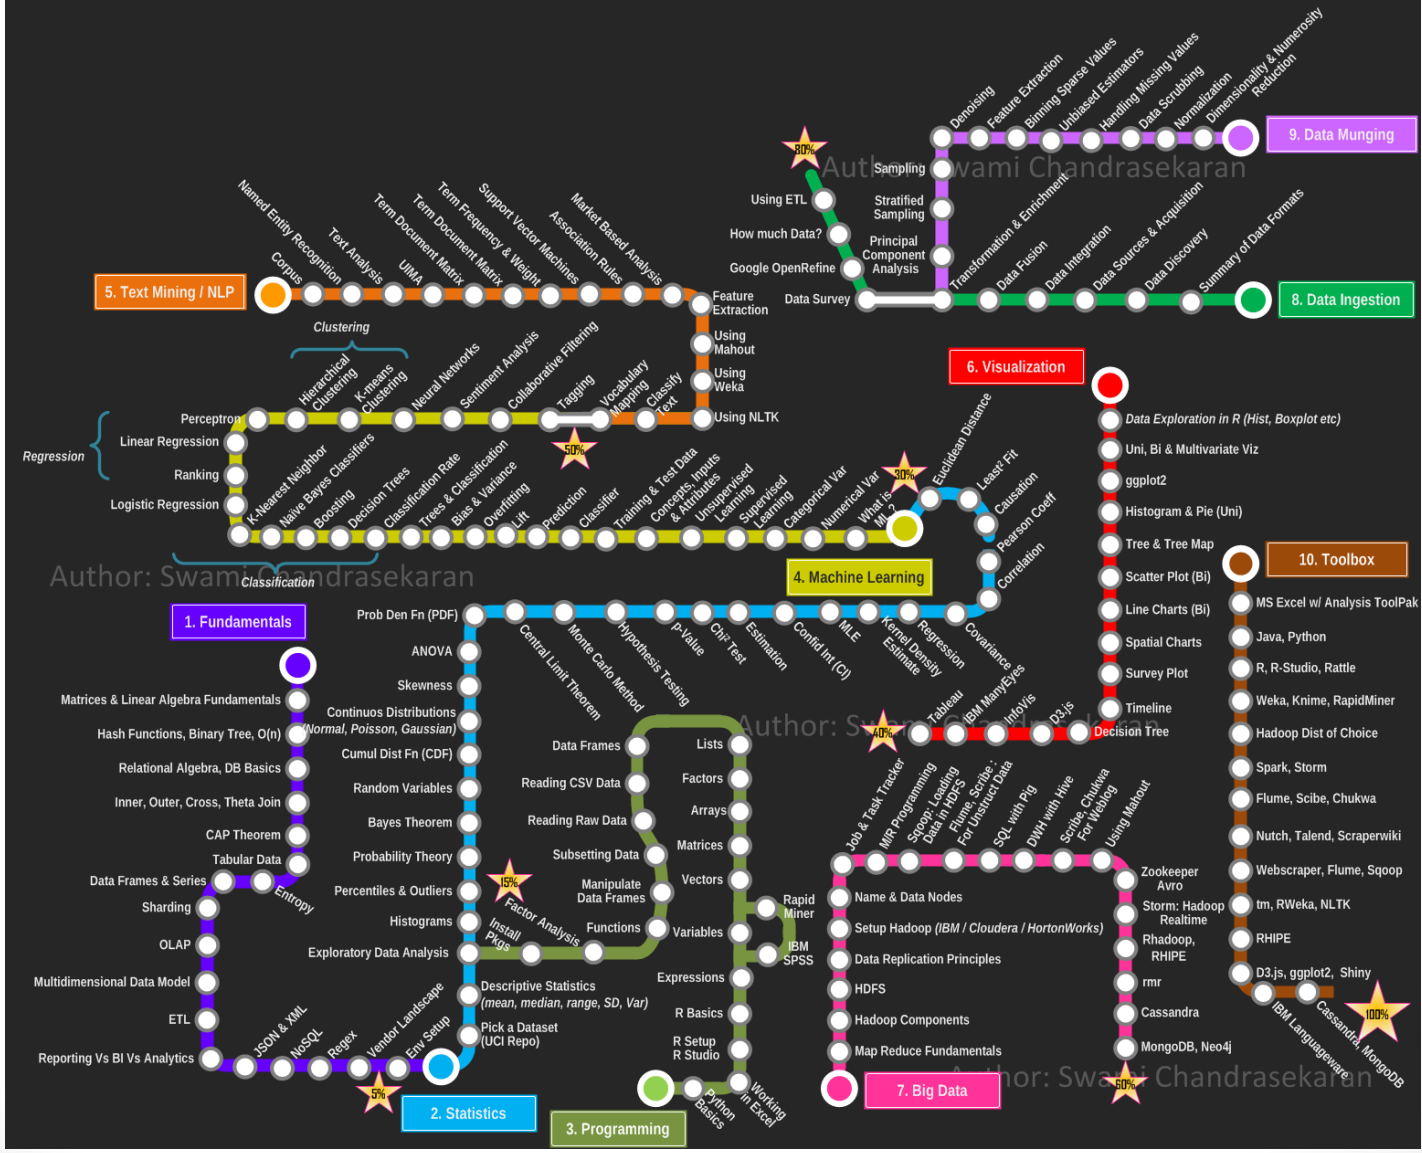 1. Fundamentals
Matrices & Linear Algebra Fundamentals
Hash Functions, Binary Tree, O(n)
Relational Algebra, DB Basics
Inner, Outer, Cross, Theta Join
CAP Theorem
Tabular Data
Entropy
Data Frames & Series
Sharding
OLAP
Multidimensional Data Model
ETL
Reporting Vs BI Vs Analytics
JSON & XML
NoSQL
Regex
Vendor Landscape
Env Setup
5%
2. Statistics
Pick a Dataset
(UCI Repo)
Descriptive Statistics
(mean, median, range, SD, Var)
Exploratory Data Analysis
Histograms
Percentiles & Outliers
Probability Theory
Bayes Theorem
Random Variables
Cumul Dist Fn (CDF)
Continuos Distributions
(Normal, Poisson, Gaussian)
Skewness
ANOVA
Prob Den Fn (PDF)
Central Limit Theorem
Monte Carlo Method
Hypothesis Testing
p-Value
Chi² Test
Estimation
Confid Int (CI)
MLE
Kernel Density
Estimate
Regression
Covariance
Correlation
Pearson Coeff
Causation
Least² Fit
Euclidean Distance
30%
3. Programming
Python
Basics
Working
in Excel
R Setup
R Studio
R Basics
Expressions
Variables
IBM
SPSS
Rapid
Miner
Vectors
Matrices
Arrays
Factors
Lists
Data Frames
Reading CSV Data
Reading Raw Data
Subsetting Data
Manipulate
Data Frames
Functions
Factor Analysis
Install
Pkgs
15%
4. Machine Learning
What is
ML?
Numerical Var
Categorical Var
Supervised
Learning
Unsupervised
Learning
Concepts, Inputs
& Attributes
Training & Test Data
Classifier
Prediction
Lift
Overfitting
Bias & Variance
Trees & Classification
Classification Rate
Decision Trees
Boosting
Naïve Bayes Classifiers
K-Nearest Neighbor
Classification
Logistic Regression
Ranking
Linear Regression
Regression
Perceptron
Hierarchical
Clustering
K-means
Clustering
Clustering
Neural Networks
Sentiment Analysis
Collaborative Filtering
Tagging
50%
5. Text Mining / NLP
Corpus
Named Entity Recognition
Text Analysis
UIMA
Term Document Matrix
Term Document Matrix
Term Frequency & Weight
Support Vector Machines
Association Rules
Market Based Analysis
Feature
Extraction
Using
Mahout
Using
Weka
Using NLTK
Classify
Text
Vocabulary
Mapping
6. Visualization
Data Exploration in R (Hist, Boxplot etc)
Uni, Bi & Multivariate Viz
ggplot2
Histogram & Pie (Uni)
Tree & Tree Map
Scatter Plot (Bi)
Line Charts (Bi)
Spatial Charts
Survey Plot
Timeline
Decision Tree
D3.js
InfoVis
IBM ManyEyes
Tableau
40%
7. Big Data
Map Reduce Fundamentals
Hadoop Components
HDFS
Data Replication Principles
Setup Hadoop (IBM / Cloudera / HortonWorks)
Name & Data Nodes
Job & Task Tracker
M/R Programming
Sqoop: Loading
Data in HDFS
Flume, Scribe :
For Unstruct Data
SQL with Pig
DWH with Hive
Scribe, Chukwa
For Weblog
Using Mahout
Zookeeper
Avro
Storm: Hadoop
Realtime
Rhadoop,
RHIPE
rmr
Cassandra
MongoDB, Neo4j
60%
8. Data Ingestion
Summary of Data Formats
Data Discovery
Data Sources & Acquisition
Data Integration
Data Fusion
Transformation & Enrichment
Data Survey
Google OpenRefine
How much Data?
Using ETL
80%
9. Data Munging
Dimensionality & Numerosity
Reduction
Normalization
Data Scrubbing
Handling Missing Values
Unbiased Estimators
Binning Sparse Values
Feature Extraction
Denoising
Sampling
Stratified
Sampling
Principal
Component
Analysis
10. Toolbox
MS Excel w/ Analysis ToolPak
Java, Python
R, R-Studio, Rattle
Weka, Knime, RapidMiner
Hadoop Dist of Choice
Spark, Storm
Flume, Scibe, Chukwa
Nutch, Talend, Scraperwiki
Webscraper, Flume, Sqoop
tm, RWeka, NLTK
RHIPE
D3.js, ggplot2, Shiny
IBM Languageware
Cassandra, MongoDB
100%
Author: Swami Chandrasekaran
Author: Swami Chandrasekaran
Author: Swami Chandrasekaran
Author: Swami Chandrasekaran